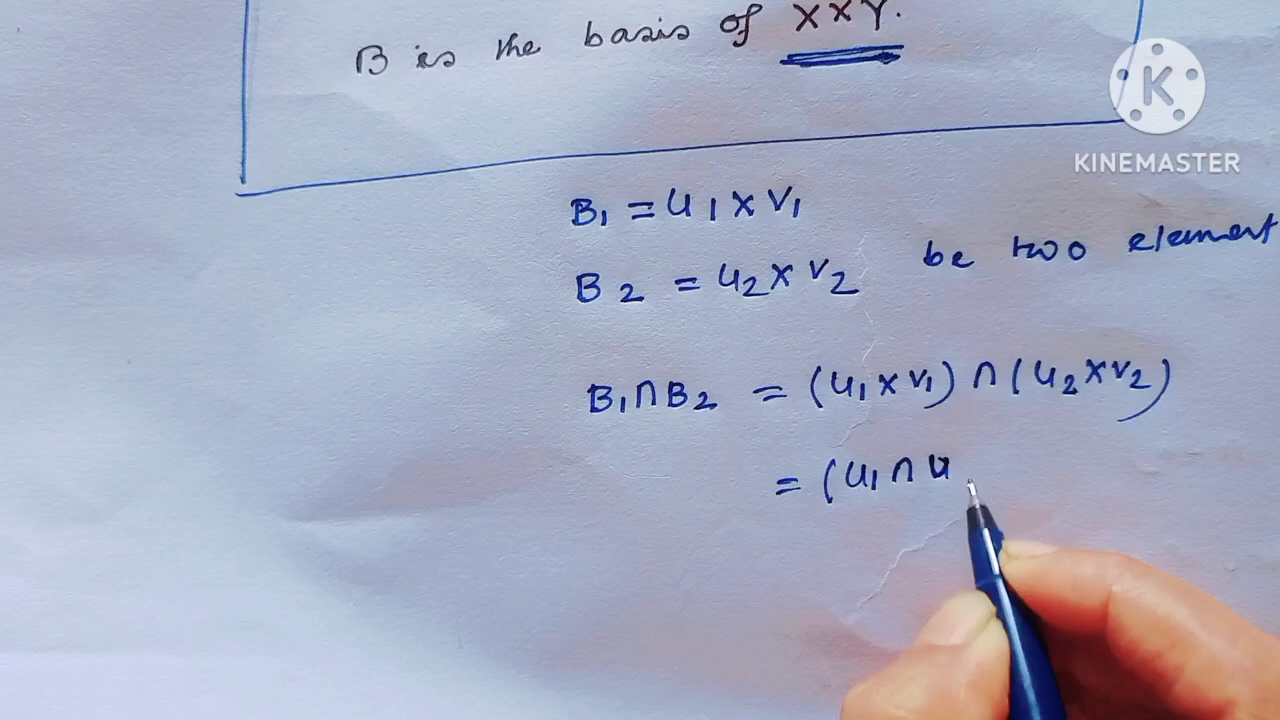 B is the basis of X×Y.
KINEMASTER
B₁ = U₁×V₁
B₂ = U₂×V₂ be two element
B₁∩B₂ = (U₁×V₁)∩(U₂×V₂)
= (U₁∩U